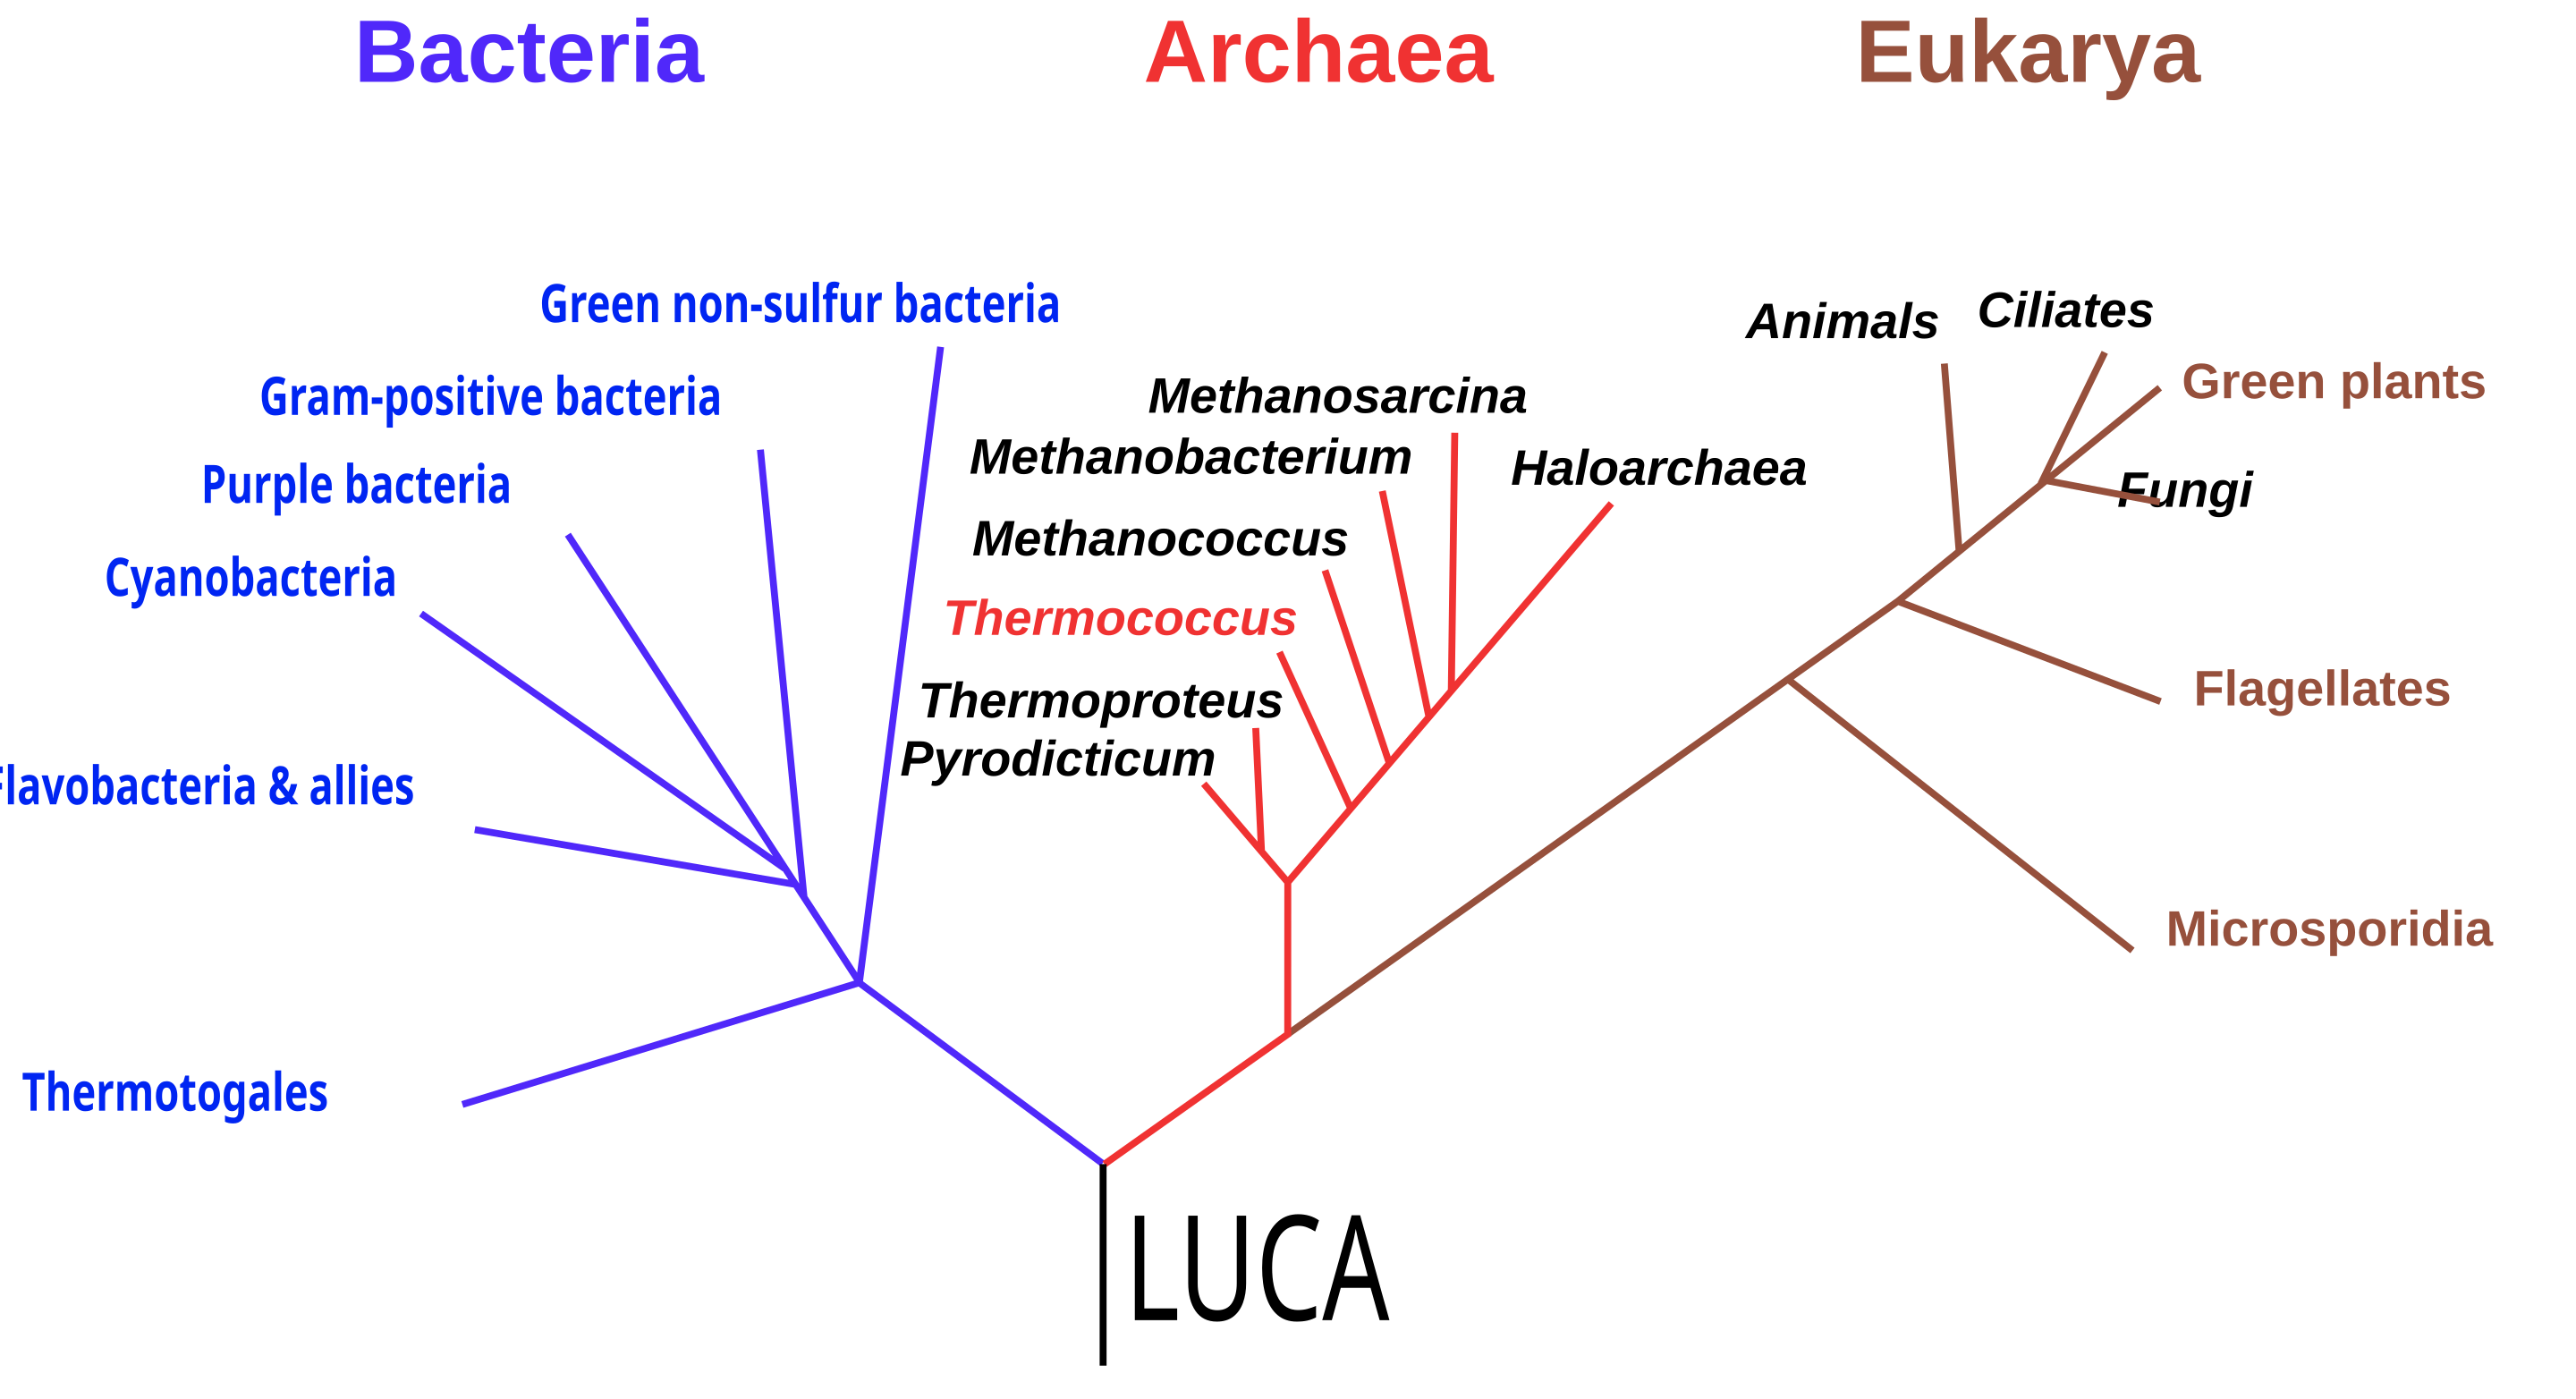 Bacteria
Archaea
Eukarya
Green non-sulfur bacteria
Gram-positive bacteria
Purple bacteria
Cyanobacteria
Flavobacteria & allies
Thermotogales
Methanosarcina
Methanobacterium
Haloarchaea
Methanococcus
Thermococcus
Thermoproteus
Pyrodicticum
Animals
Ciliates
Green plants
Fungi
Flagellates
Microsporidia
LUCA